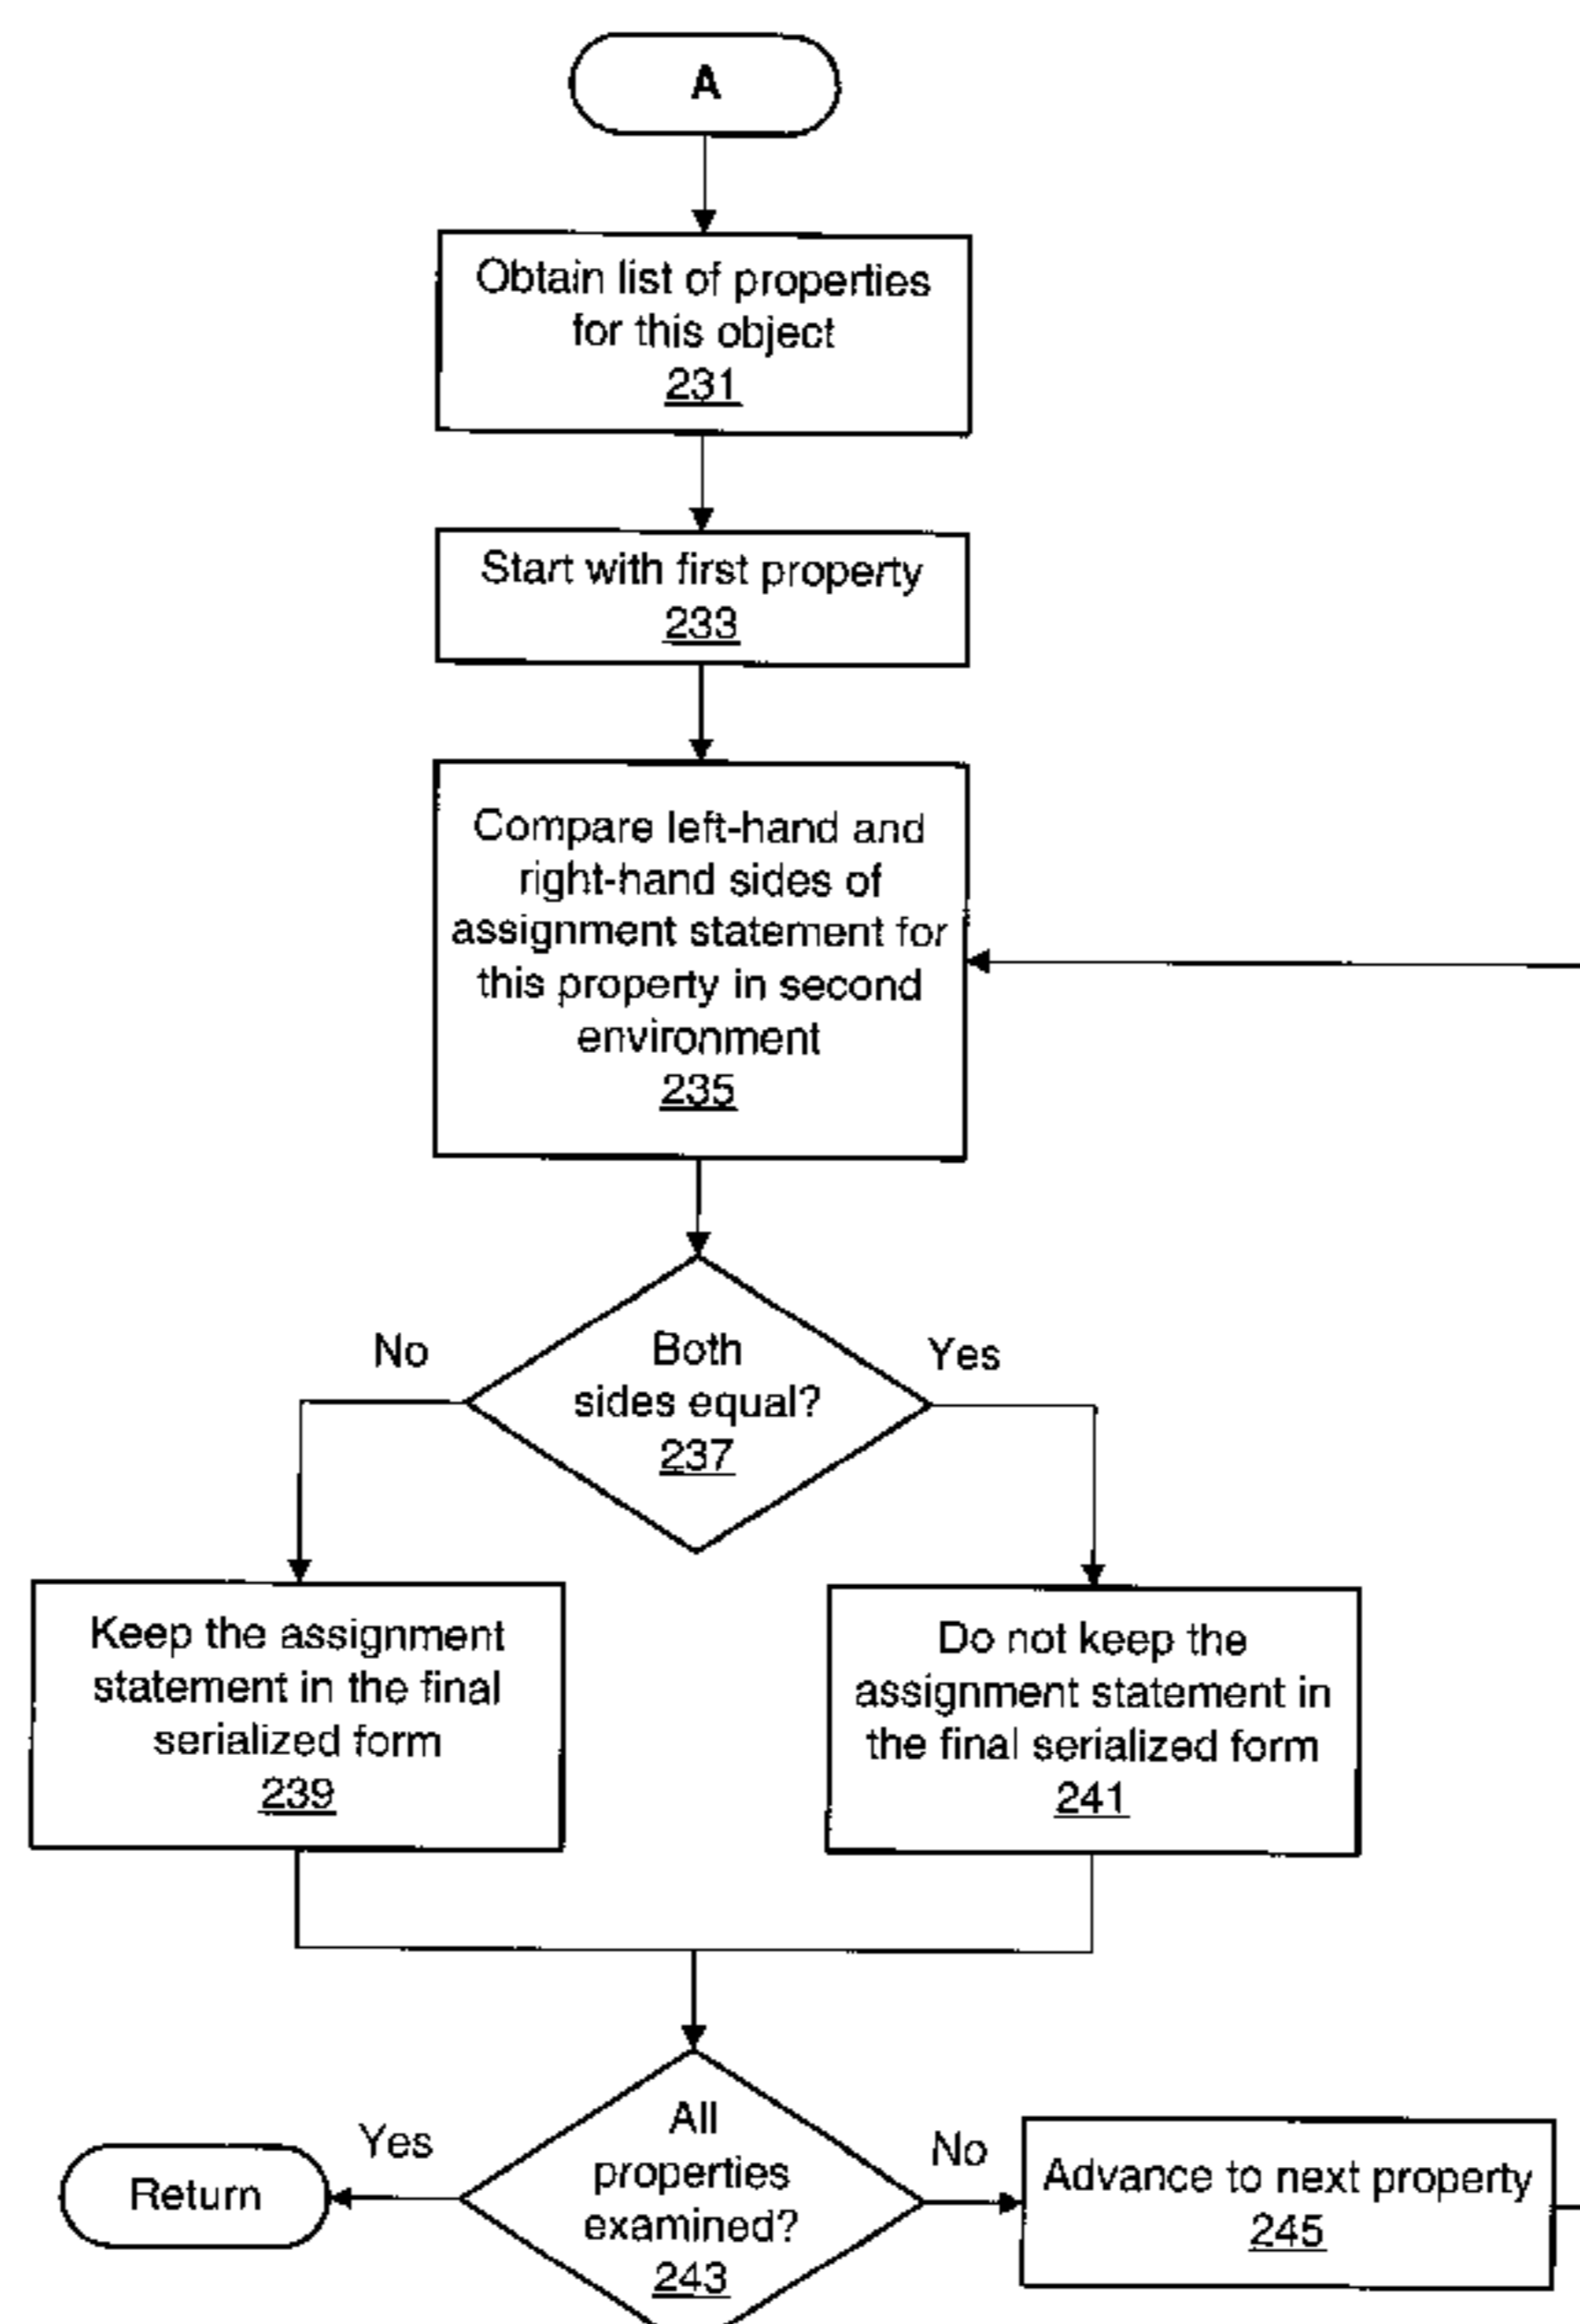 A
Obtain list of properties
for this object
231
Start with first property
233
Compare left-hand and
right-hand sides of
assignment statement for
this property in second
environment
235
No
Both
sides equal?
237
Yes
Keep the assignment
statement in the final
serialized form
239
Do not keep the
assignment statement in
the final serialized form
241
Return
Yes
All
properties
examined?
243
No
Advance to next property
245